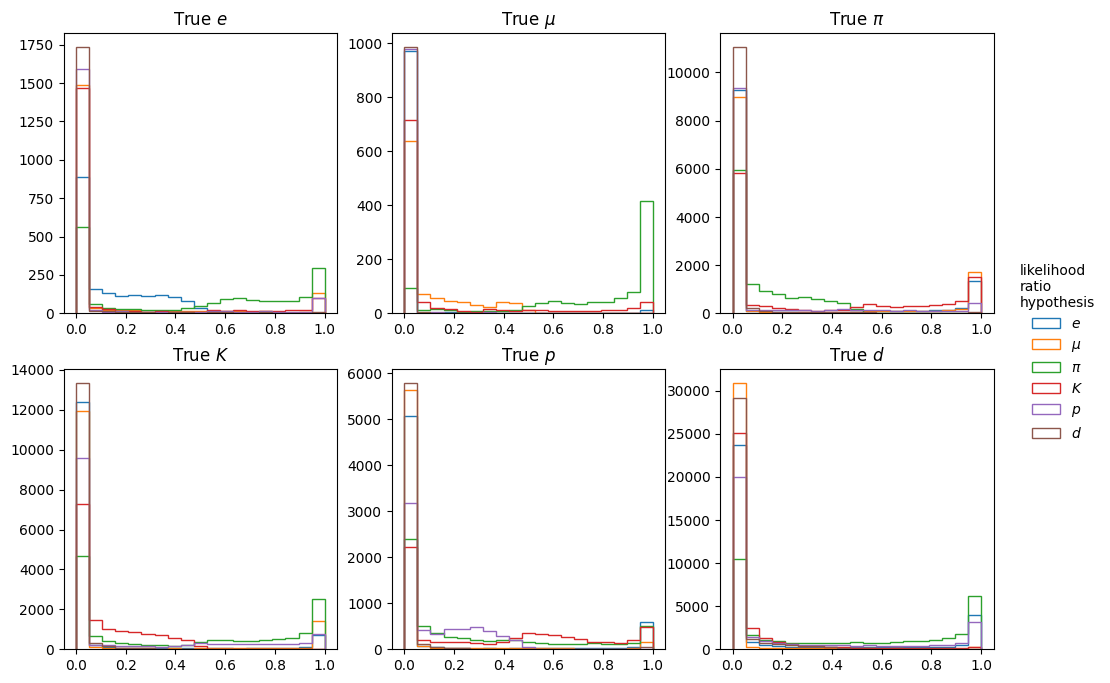 True e
True μ
True π
1750
1500
1250
1000
750
500
250
0
0.0 0.2 0.4 0.6 0.8 1.0
1000
800
600
400
200
0
0.0 0.2 0.4 0.6 0.8 1.0
10000
8000
6000
4000
2000
0
0.0 0.2 0.4 0.6 0.8 1.0
True K
True p
True d
14000
12000
10000
8000
6000
4000
2000
0
0.0 0.2 0.4 0.6 0.8 1.0
6000
5000
4000
3000
2000
1000
0
0.0 0.2 0.4 0.6 0.8 1.0
30000
25000
20000
15000
10000
5000
0
0.0 0.2 0.4 0.6 0.8 1.0
likelihood
ratio
hypothesis
e
μ
π
K
p
d